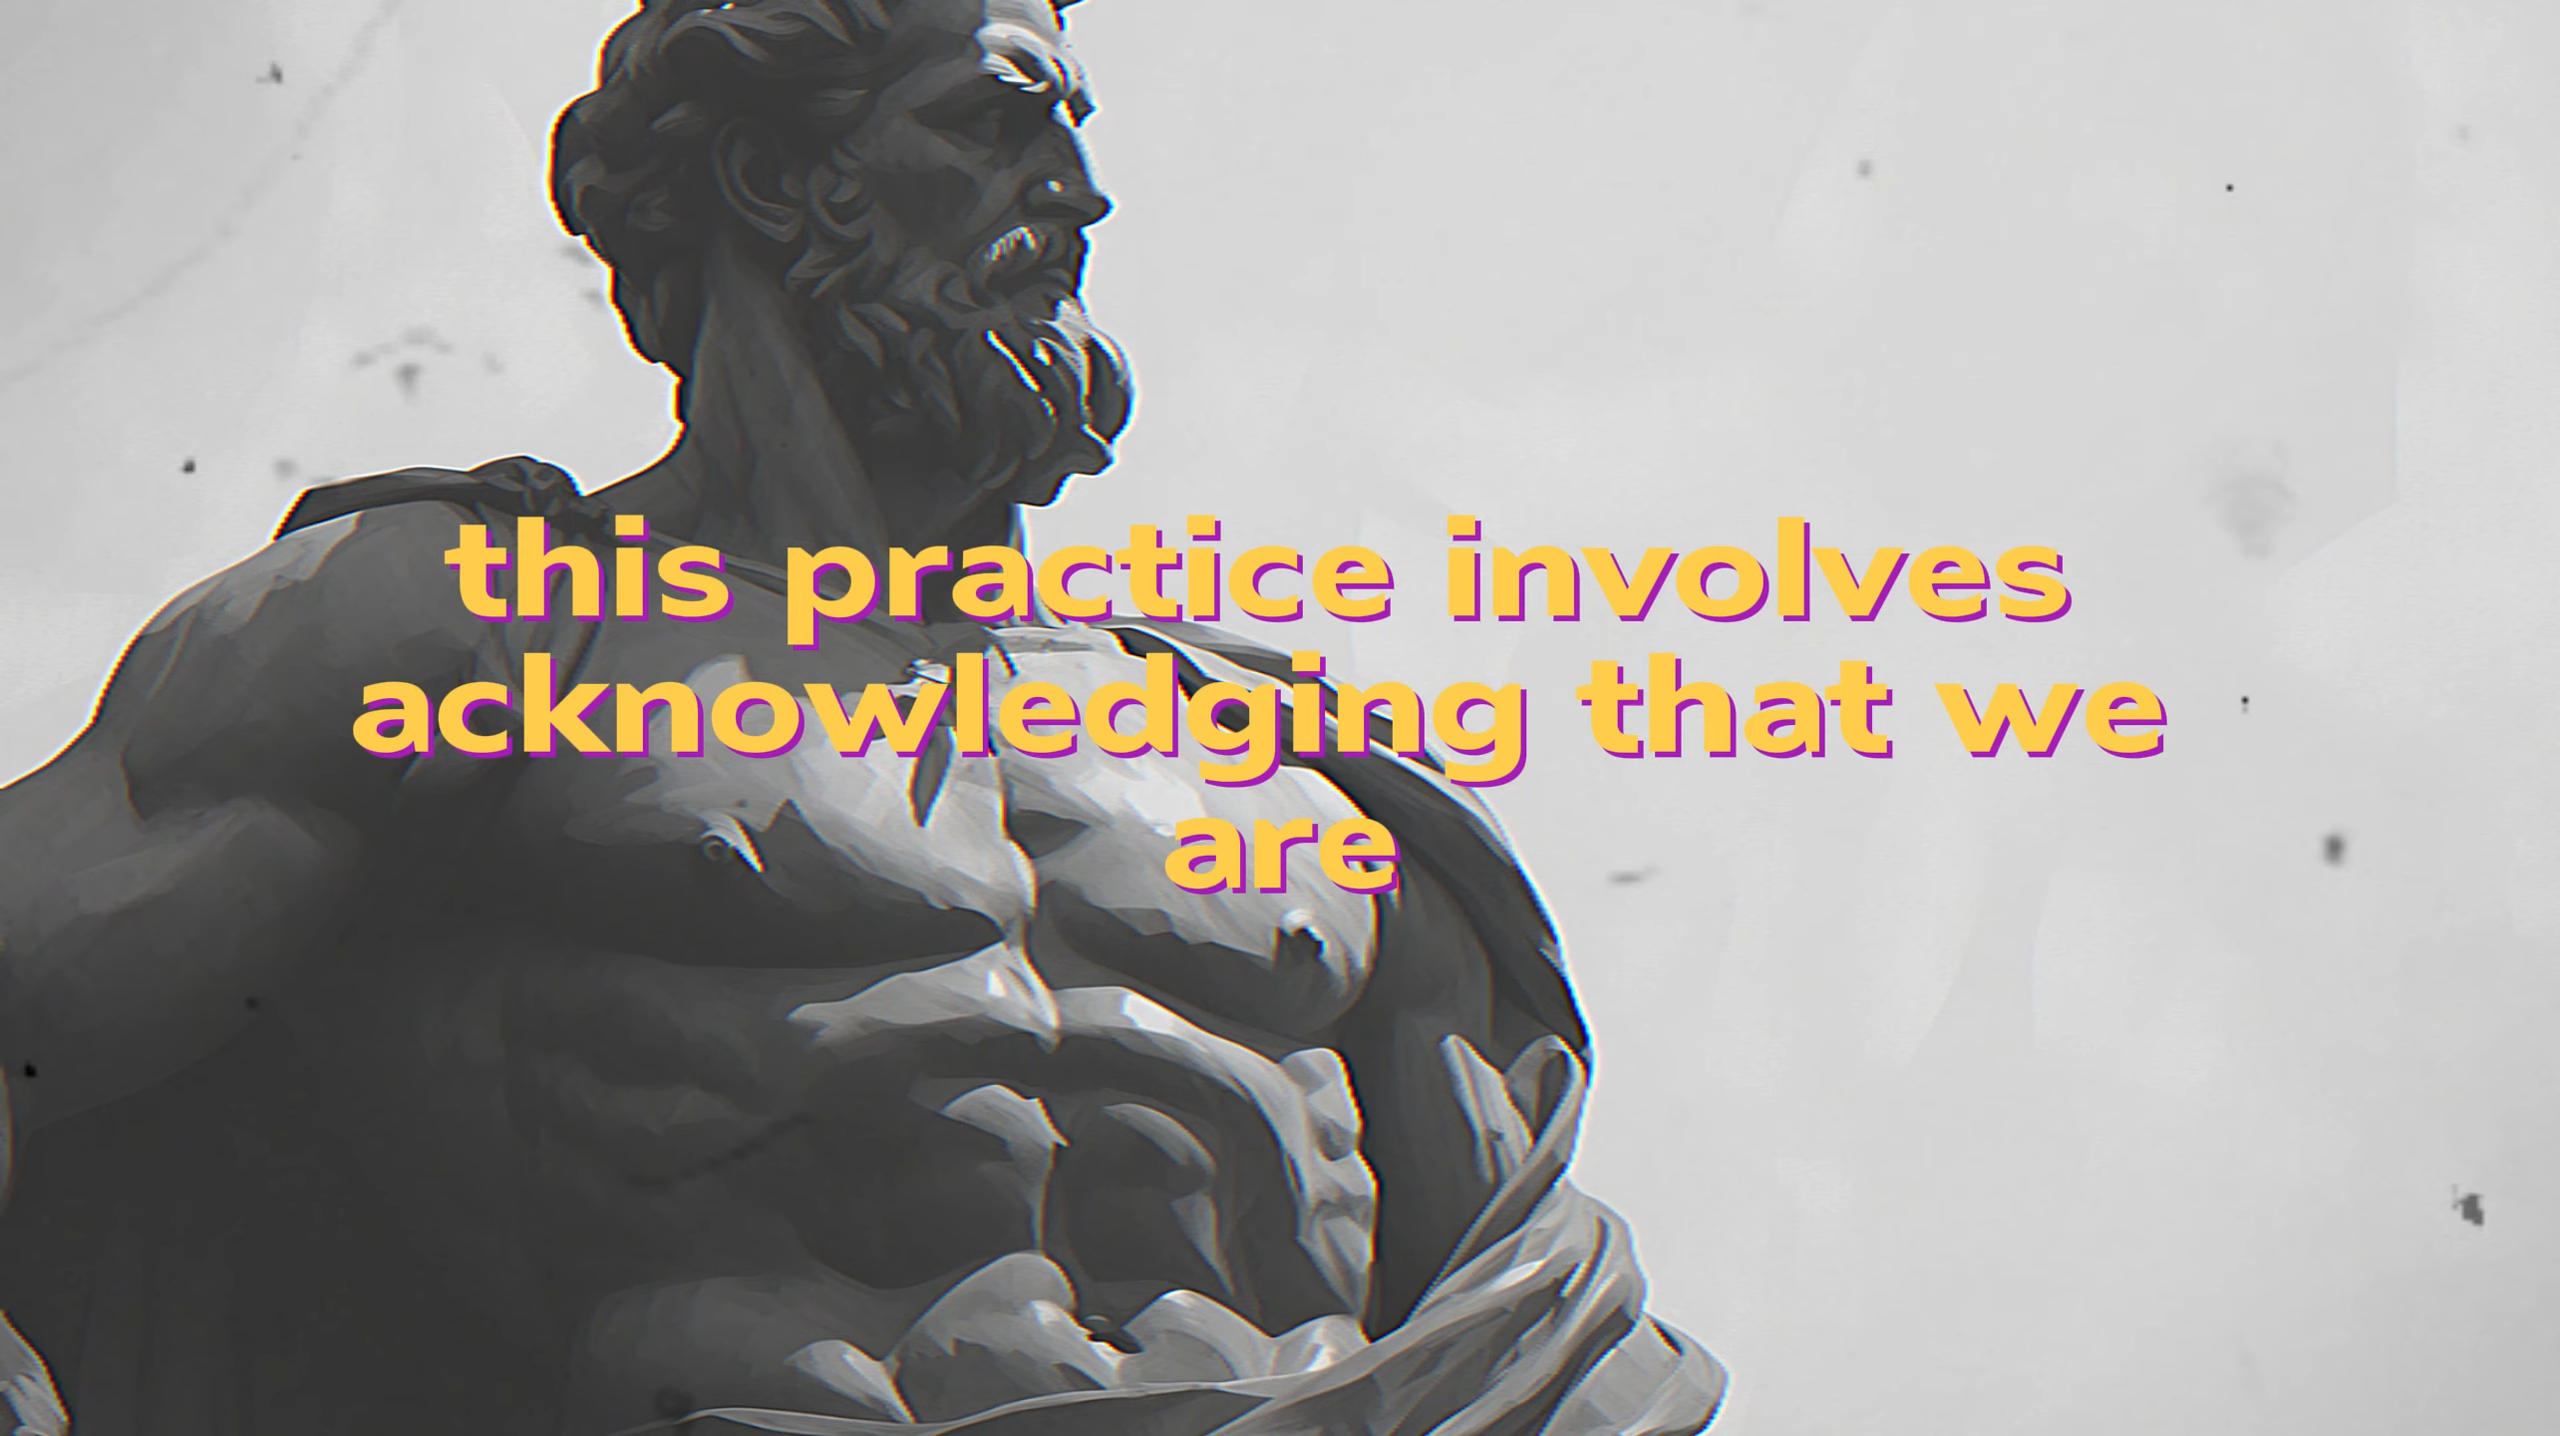 this practice involves
acknowledging that we
are